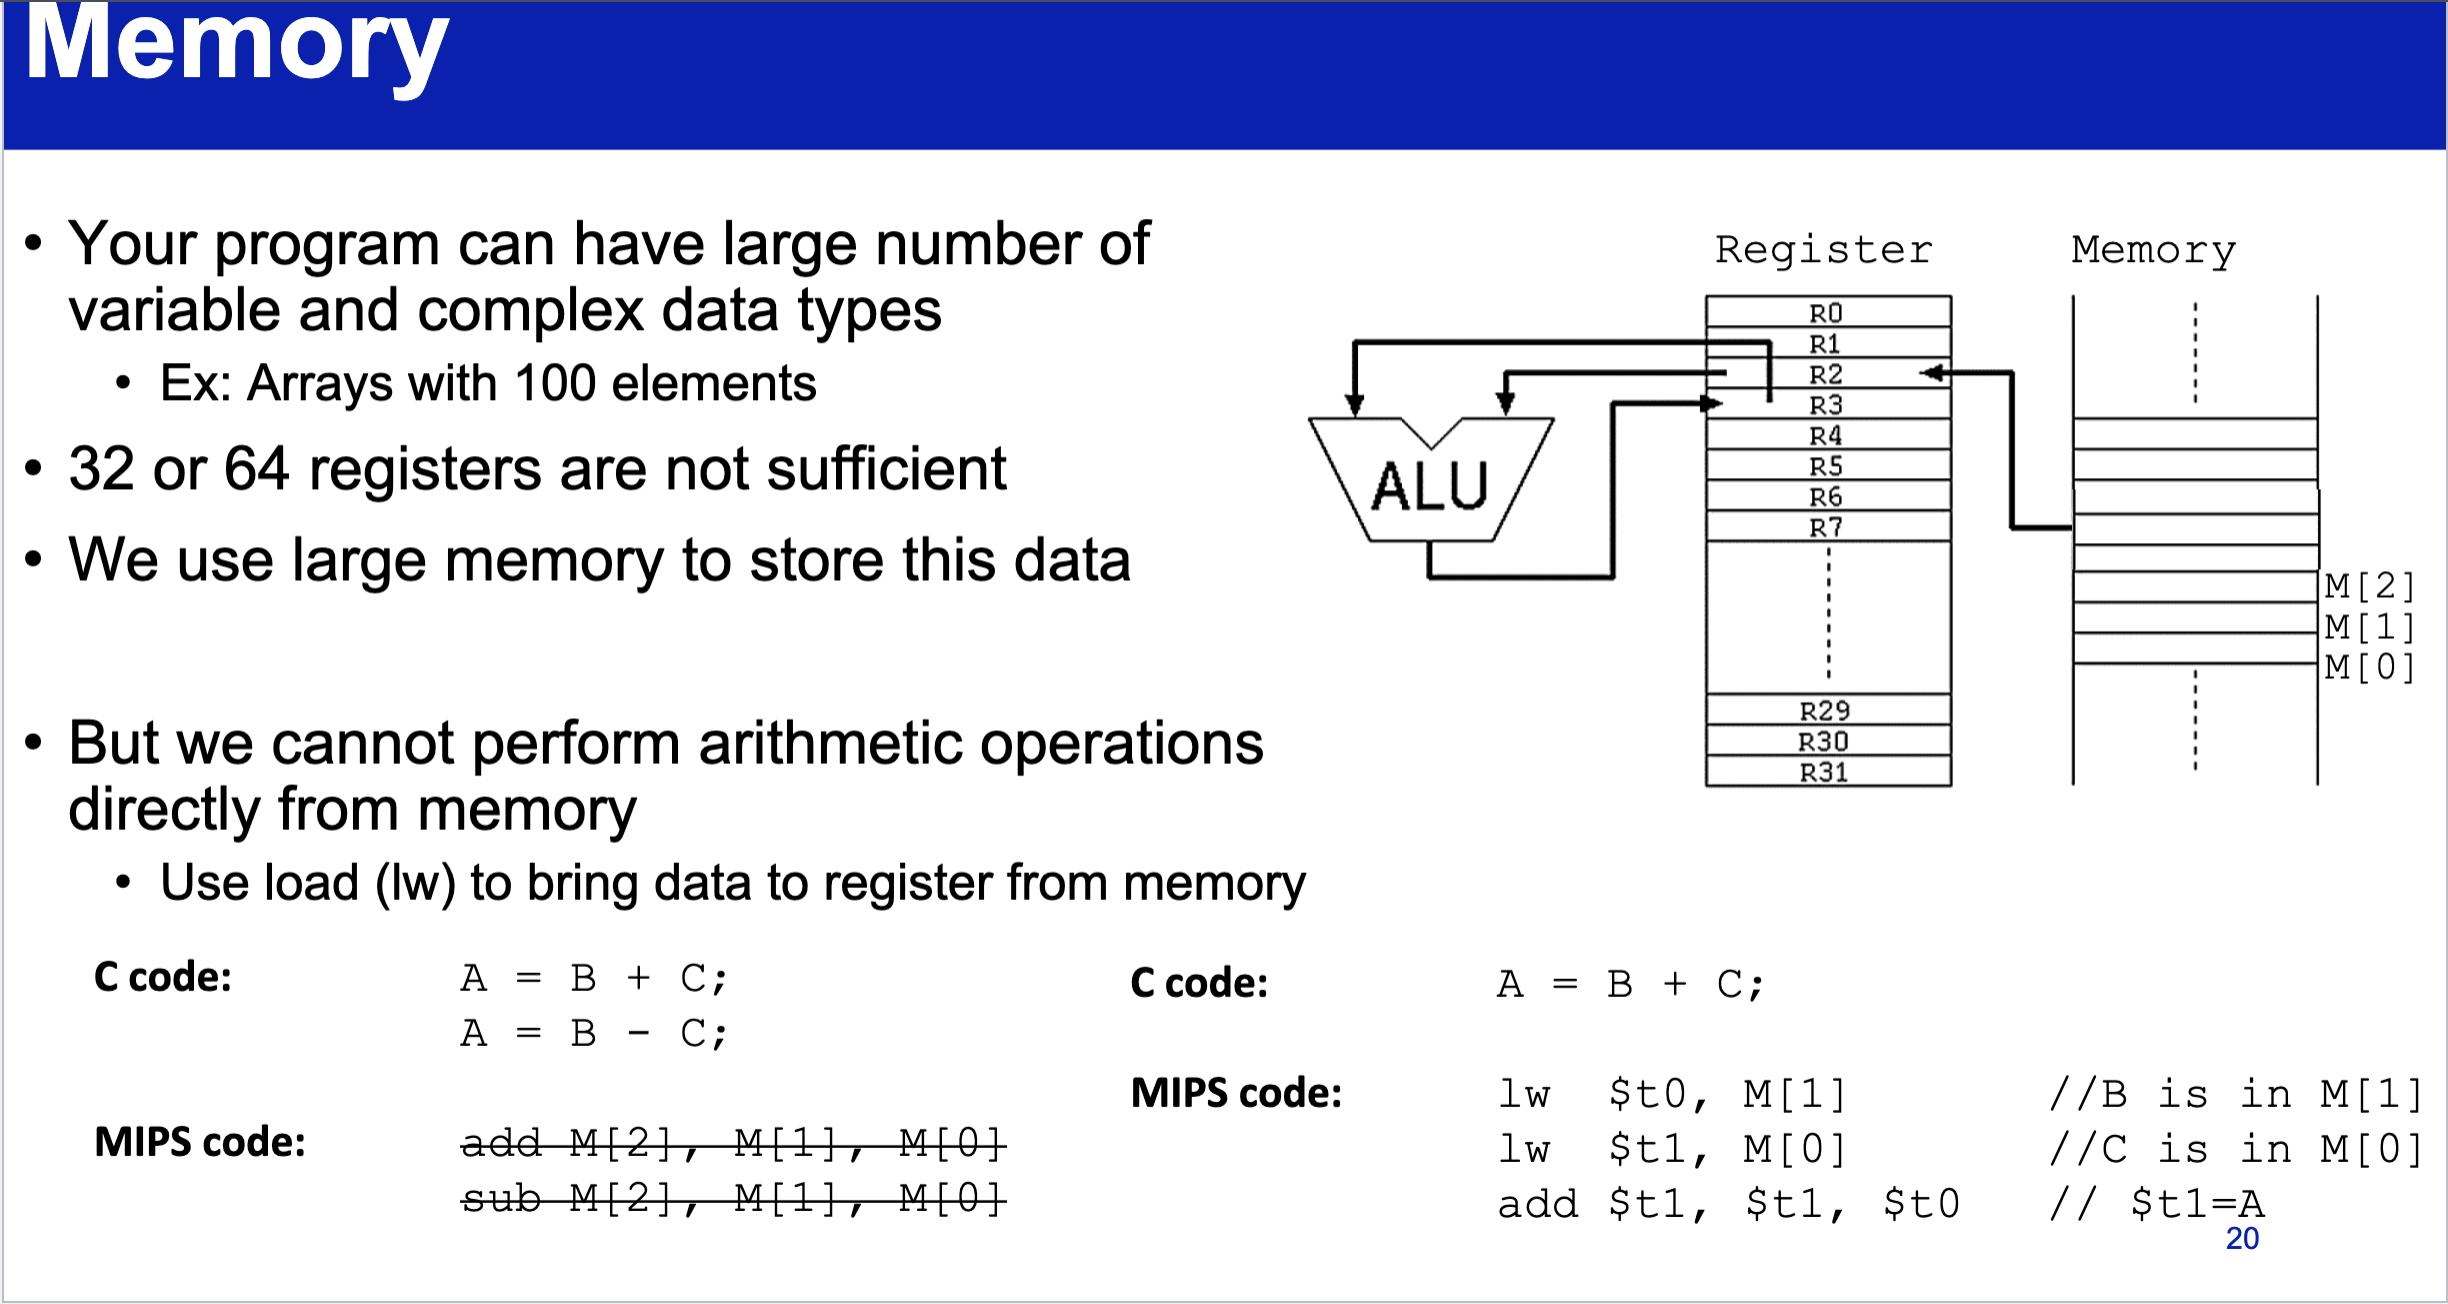 Memory
• Your program can have large number of
variable and complex data types
• Ex: Arrays with 100 elements
• 32 or 64 registers are not sufficient
• We use large memory to store this data
• But we cannot perform arithmetic operations
directly from memory
• Use load (lw) to bring data to register from memory
Register Memory
R0
R1
R2
R3
R4
R5
R6
R7
R29
R30
R31
ALU
M[2]
M[1]
M[0]
C code: A = B + C;
A = B - C;
MIPS code: add M[2], M[1], M[0]
sub M[2], M[1], M[0]
C code: A = B + C;
MIPS code: lw $t0, M[1] //B is in M[1]
lw $t1, M[0] //C is in M[0]
add $t1, $t1, $t0 // $t1=A
20